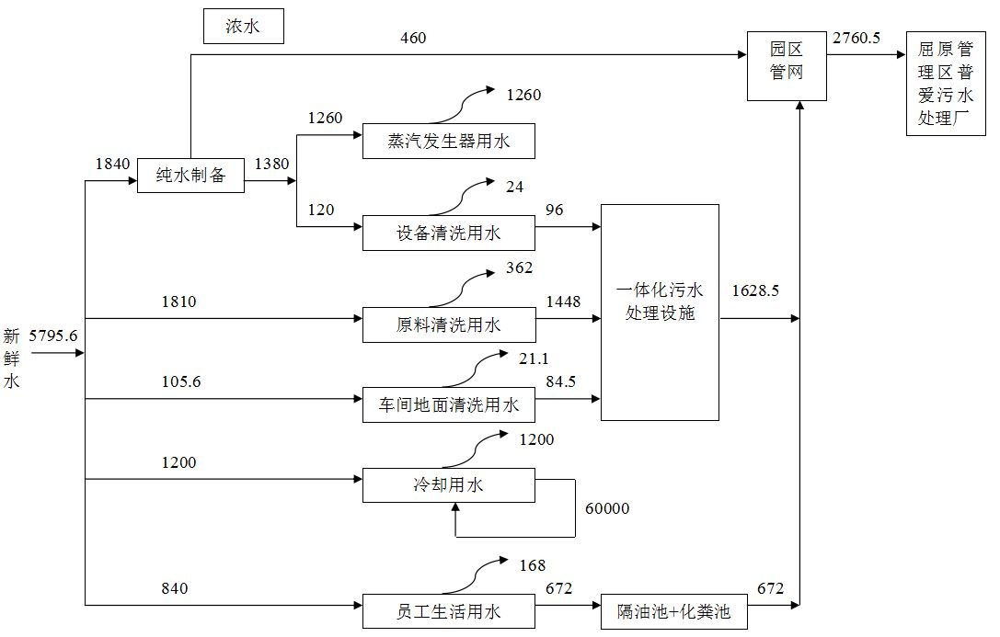 浓水
460
园区
管网
2760.5
屈原管
理区普
爱污水
处理厂
1260
1260
蒸汽发生器用水
1840
纯水制备
1380
24
120
设备清洗用水
96
362
1810
原料清洗用水
1448
一体化污水
处理设施
1628.5
新
鲜
水
5795.6
21.1
105.6
车间地面清洗用水
84.5
1200
1200
冷却用水
60000
168
840
员工生活用水
672
隔油池+化粪池
672